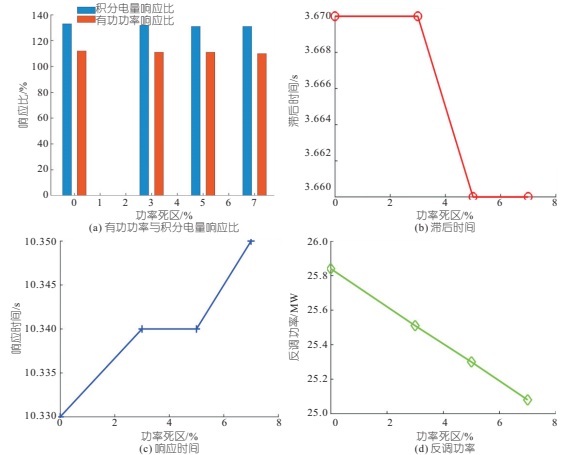 140
120
100
80
60
40
20
0
响应比/%
积分电量响应比
有功功率响应比
0 1 2 3 4 5 6 7
功率死区/%
(a) 有功功率与积分电量响应比
3.670
3.668
3.666
3.664
3.662
3.660
滞后时间/s
0 2 4 6 8
功率死区/%
(b) 滞后时间
10.350
10.345
10.340
10.335
10.330
响应时间/s
0 2 4 6 8
功率死区/%
(c) 响应时间
26.0
25.8
25.6
25.4
25.2
25.0
反调功率/MW
0 2 4 6 8
功率死区/%
(d) 反调功率